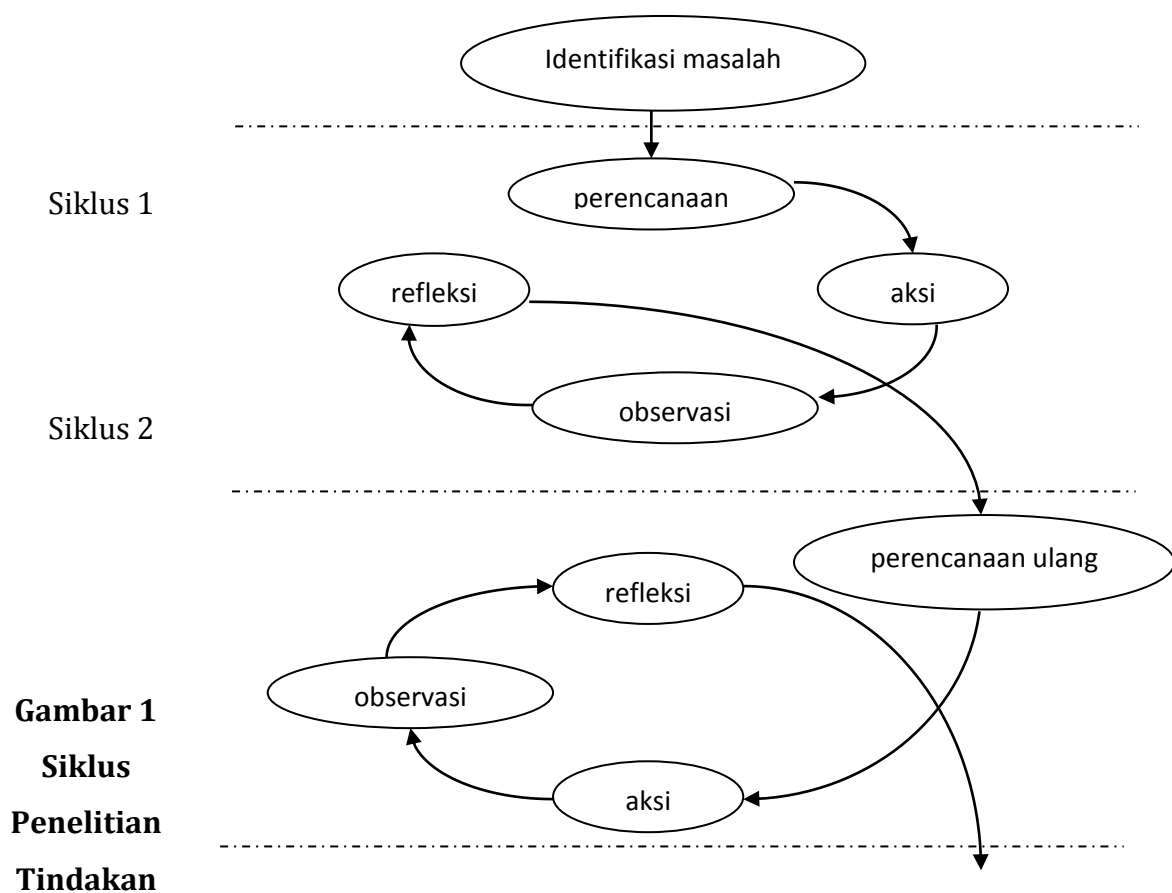 Identifikasi masalah
Siklus 1
perencanaan
refleksi
aksi
observasi
Siklus 2
perencanaan ulang
refleksi
observasi
aksi
Gambar 1
Siklus
Penelitian
Tindakan